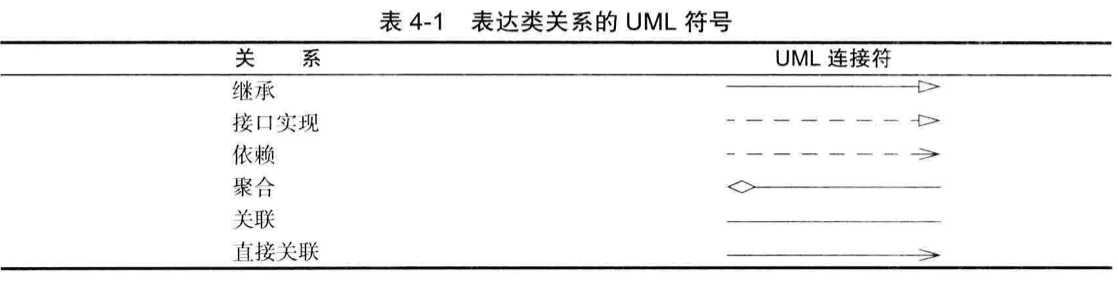 表 4-1 表达类关系的 UML 符号
关 系 UML 连接符
继承
接口实现
依赖
聚合
关联
直接关联